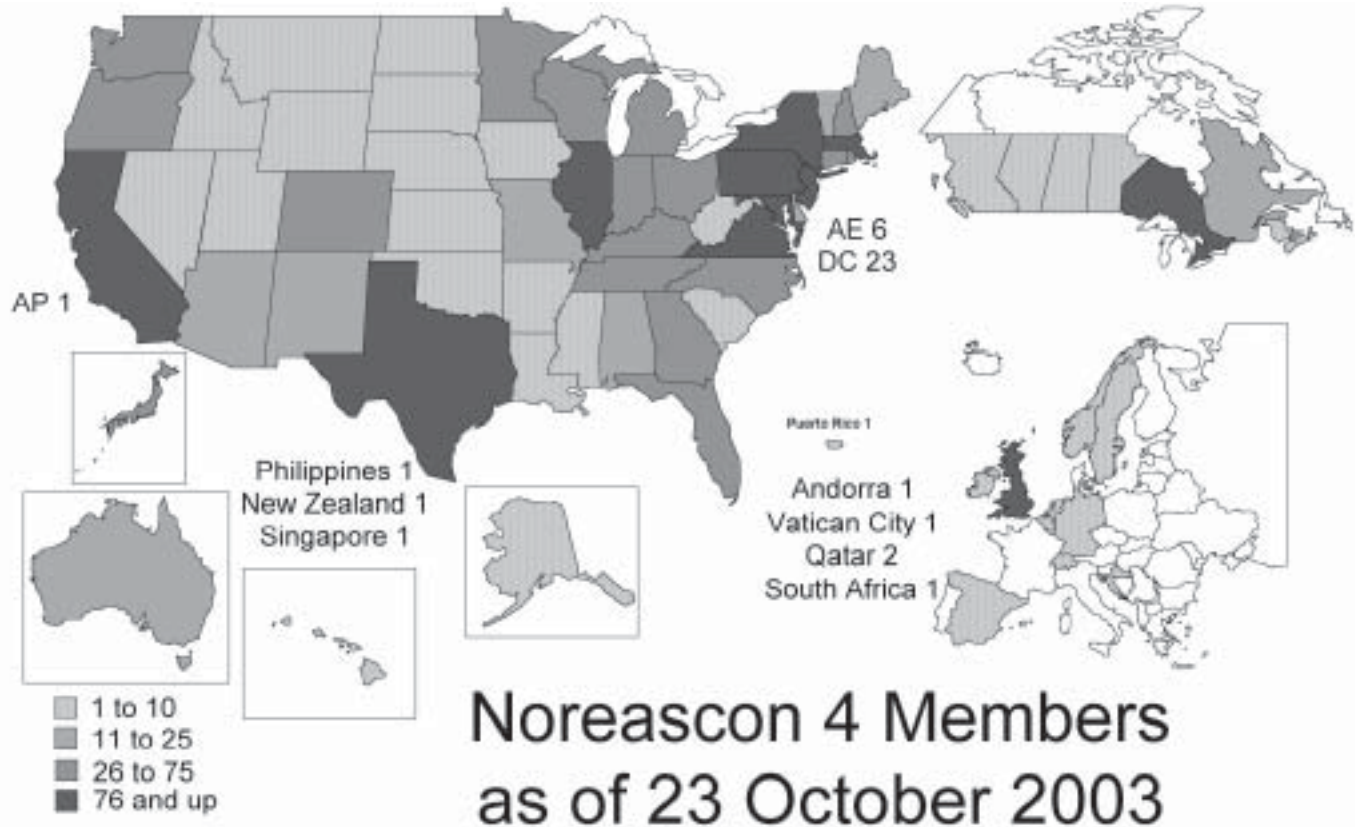 AE 6
DC 23
AP 1
Puerto Rico 1
Philippines 1
New Zealand 1
Singapore 1
Andorra 1
Vatican City 1
Qatar 2
South Africa 1
1 to 10
11 to 25
26 to 75
76 and up
Noreascon 4 Members
as of 23 October 2003